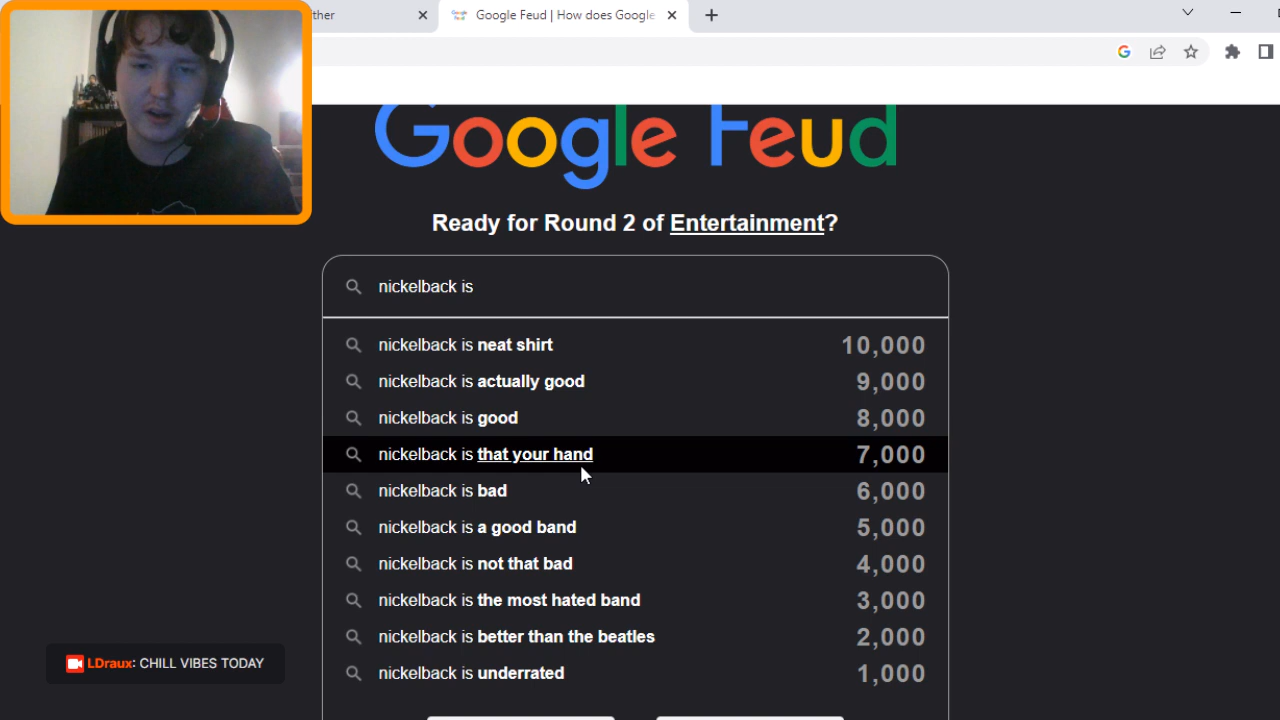 ther
Google Feud | How does Google
Google Feud
Ready for Round 2 of Entertainment?
nickelback is
nickelback is neat shirt 10,000
nickelback is actually good 9,000
nickelback is good 8,000
nickelback is that your hand 7,000
nickelback is bad 6,000
nickelback is a good band 5,000
nickelback is not that bad 4,000
nickelback is the most hated band 3,000
nickelback is better than the beatles 2,000
nickelback is underrated 1,000
LDraux: CHILL VIBES TODAY